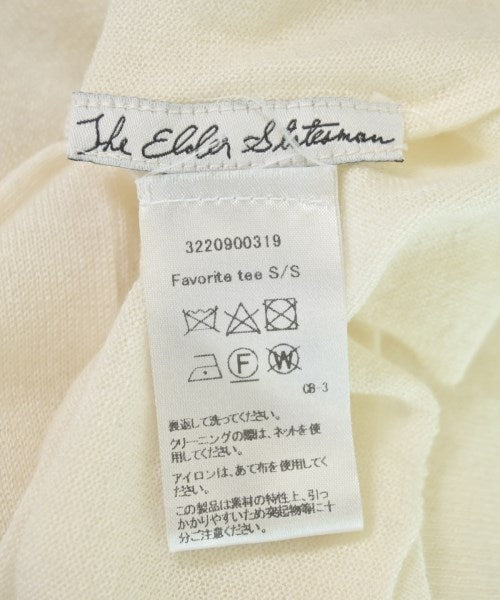 The Elder Statesman
3220900319
Favorite tee S/S
F W
CB-3
裏返して洗ってください。
クリーニングの際は、ネットを使
用してください。
アイロンは、あて布を使用してくだ
さい。
この製品は素材の特性上、引っ
かかりやすいため突起物等に十
分ご注意ください。